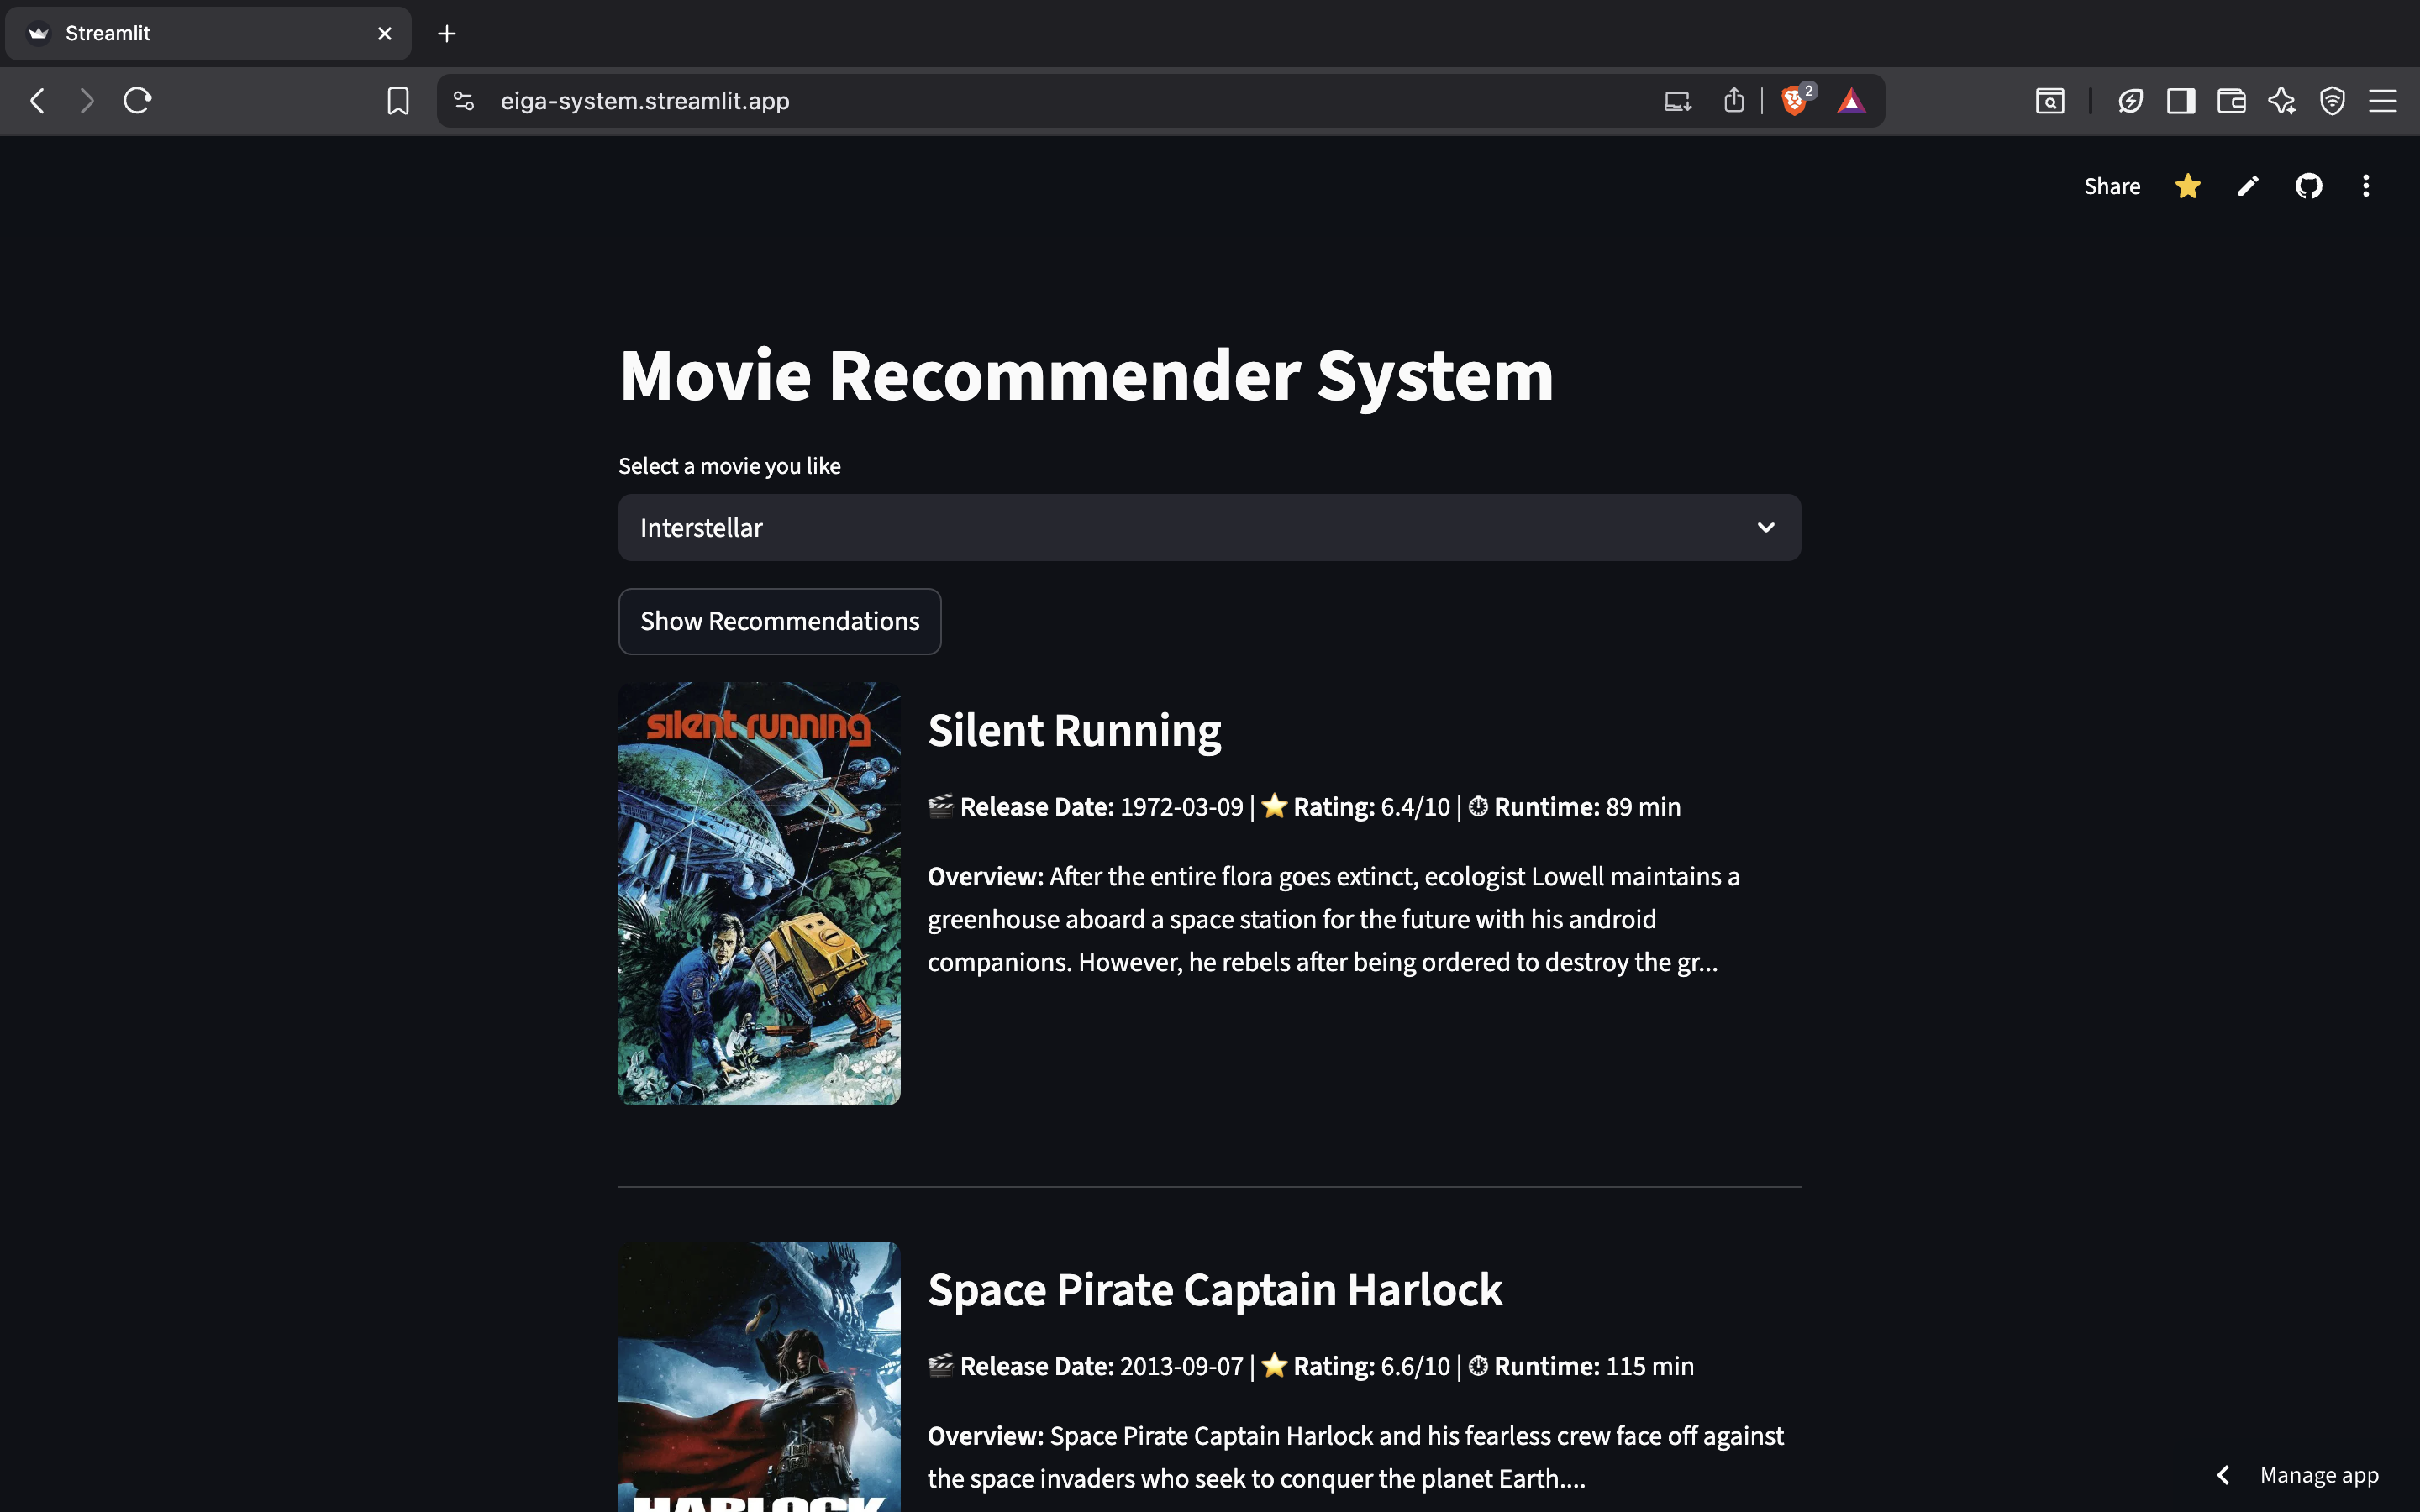 Streamlit
eiga-system.streamlit.app
2
Share
Movie Recommender System
Select a movie you like
Interstellar
Show Recommendations
silent running
Silent Running
🎬 Release Date: 1972-03-09 | ⭐ Rating: 6.4/10 | ⏱ Runtime: 89 min
Overview: After the entire flora goes extinct, ecologist Lowell maintains a
greenhouse aboard a space station for the future with his android
companions. However, he rebels after being ordered to destroy the gr...
Space Pirate Captain Harlock
🎬 Release Date: 2013-09-07 | ⭐ Rating: 6.6/10 | ⏱ Runtime: 115 min
Overview: Space Pirate Captain Harlock and his fearless crew face off against
the space invaders who seek to conquer the planet Earth....
HARLOCK
Manage app